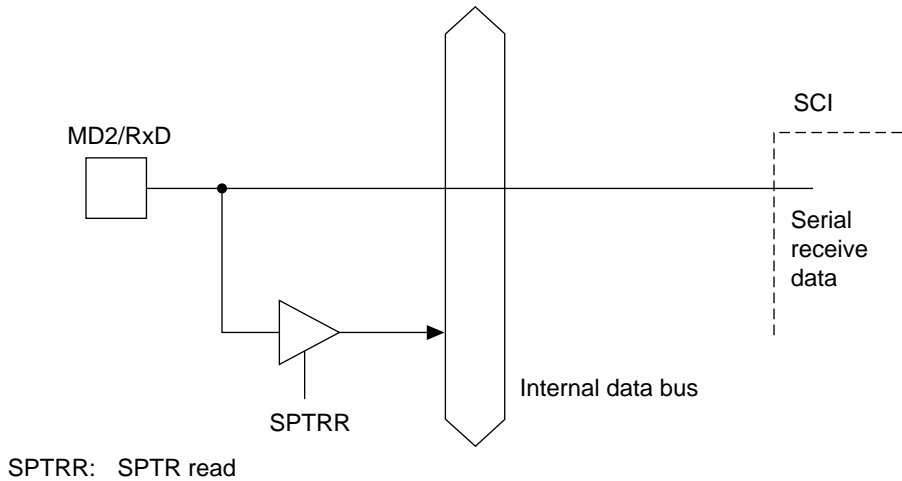 SCI
MD2/RxD
Serial
receive
data
Internal data bus
SPTRR
SPTRR: SPTR read